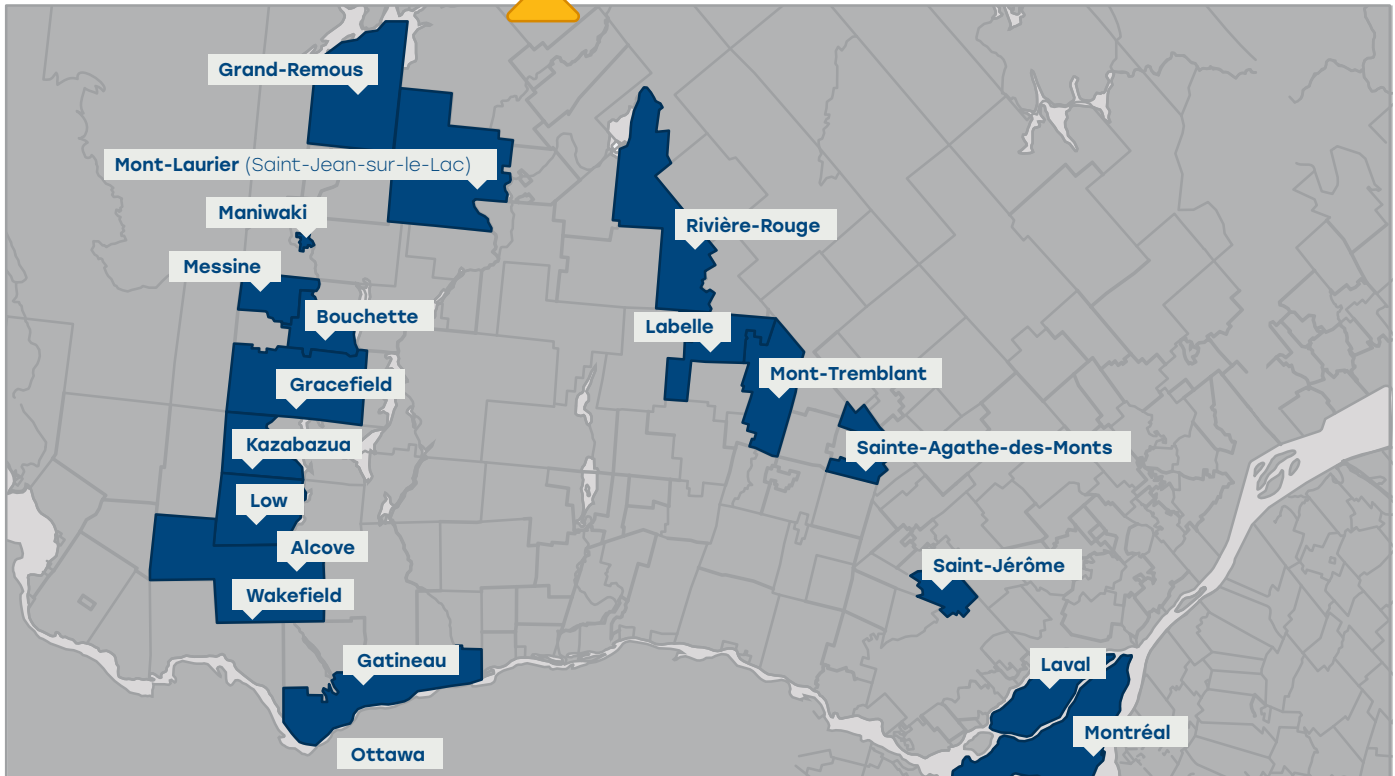 Grand-Remous
Mont-Laurier (Saint-Jean-sur-le-Lac)
Maniwaki
Rivière-Rouge
Messine
Bouchette
Labelle
Mont-Tremblant
Gracefield
Kazabazua
Sainte-Agathe-des-Monts
Low
Alcove
Saint-Jérôme
Wakefield
Gatineau
Laval
Montréal
Ottawa